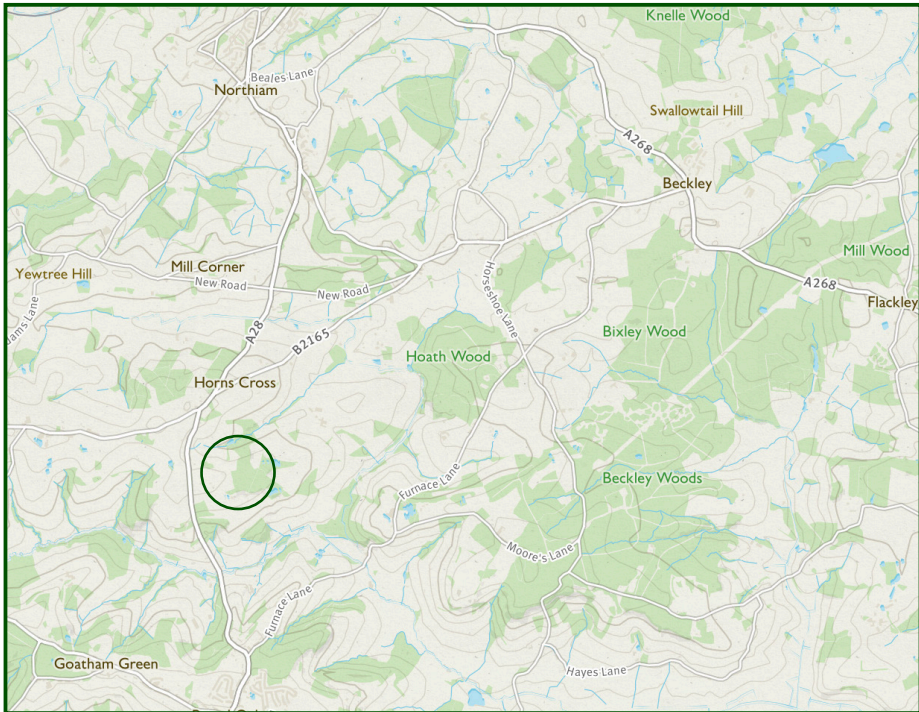 Knelle Wood
Beales Lane
Northiam
Swallowtail Hill
A268
Beckley
Mill Wood
Yewtree Hill
Mill Corner
New Road
New Road
Horseshoe Lane
A268
Flackley
A28
B2165
Bixley Wood
Hoath Wood
Horns Cross
Furnace Lane
Beckley Woods
Moore's Lane
Furnace Lane
Goatham Green
Hayes Lane